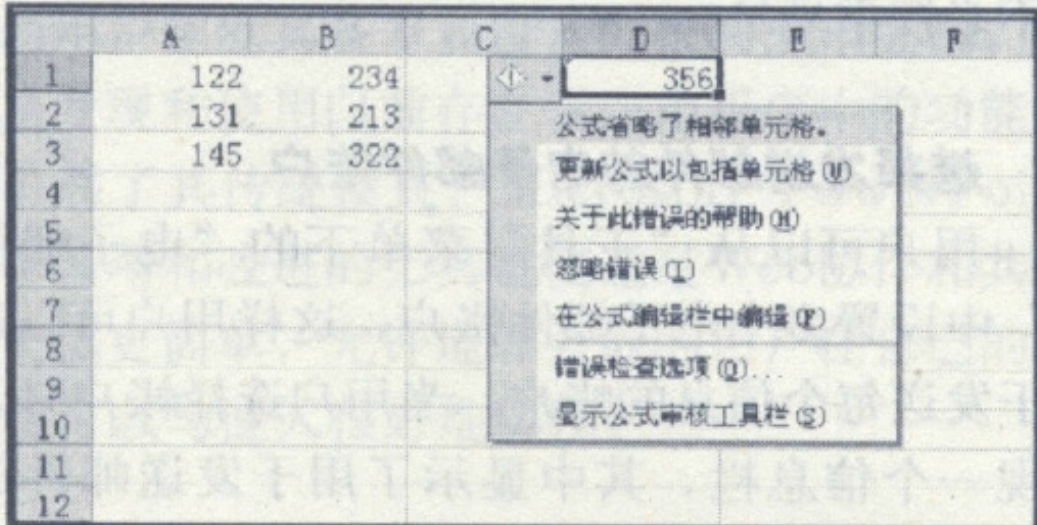 A B C D E F
1 122 234 356
2 131 213
3 145 322
4
5
6
7
8
9
10
11
12
公式省略了相邻单元格。
更新公式以包括单元格(U)
关于此错误的帮助(H)
忽略错误(I)
在公式编辑栏中编辑(F)
错误检查选项(O)...
显示公式审核工具栏(S)